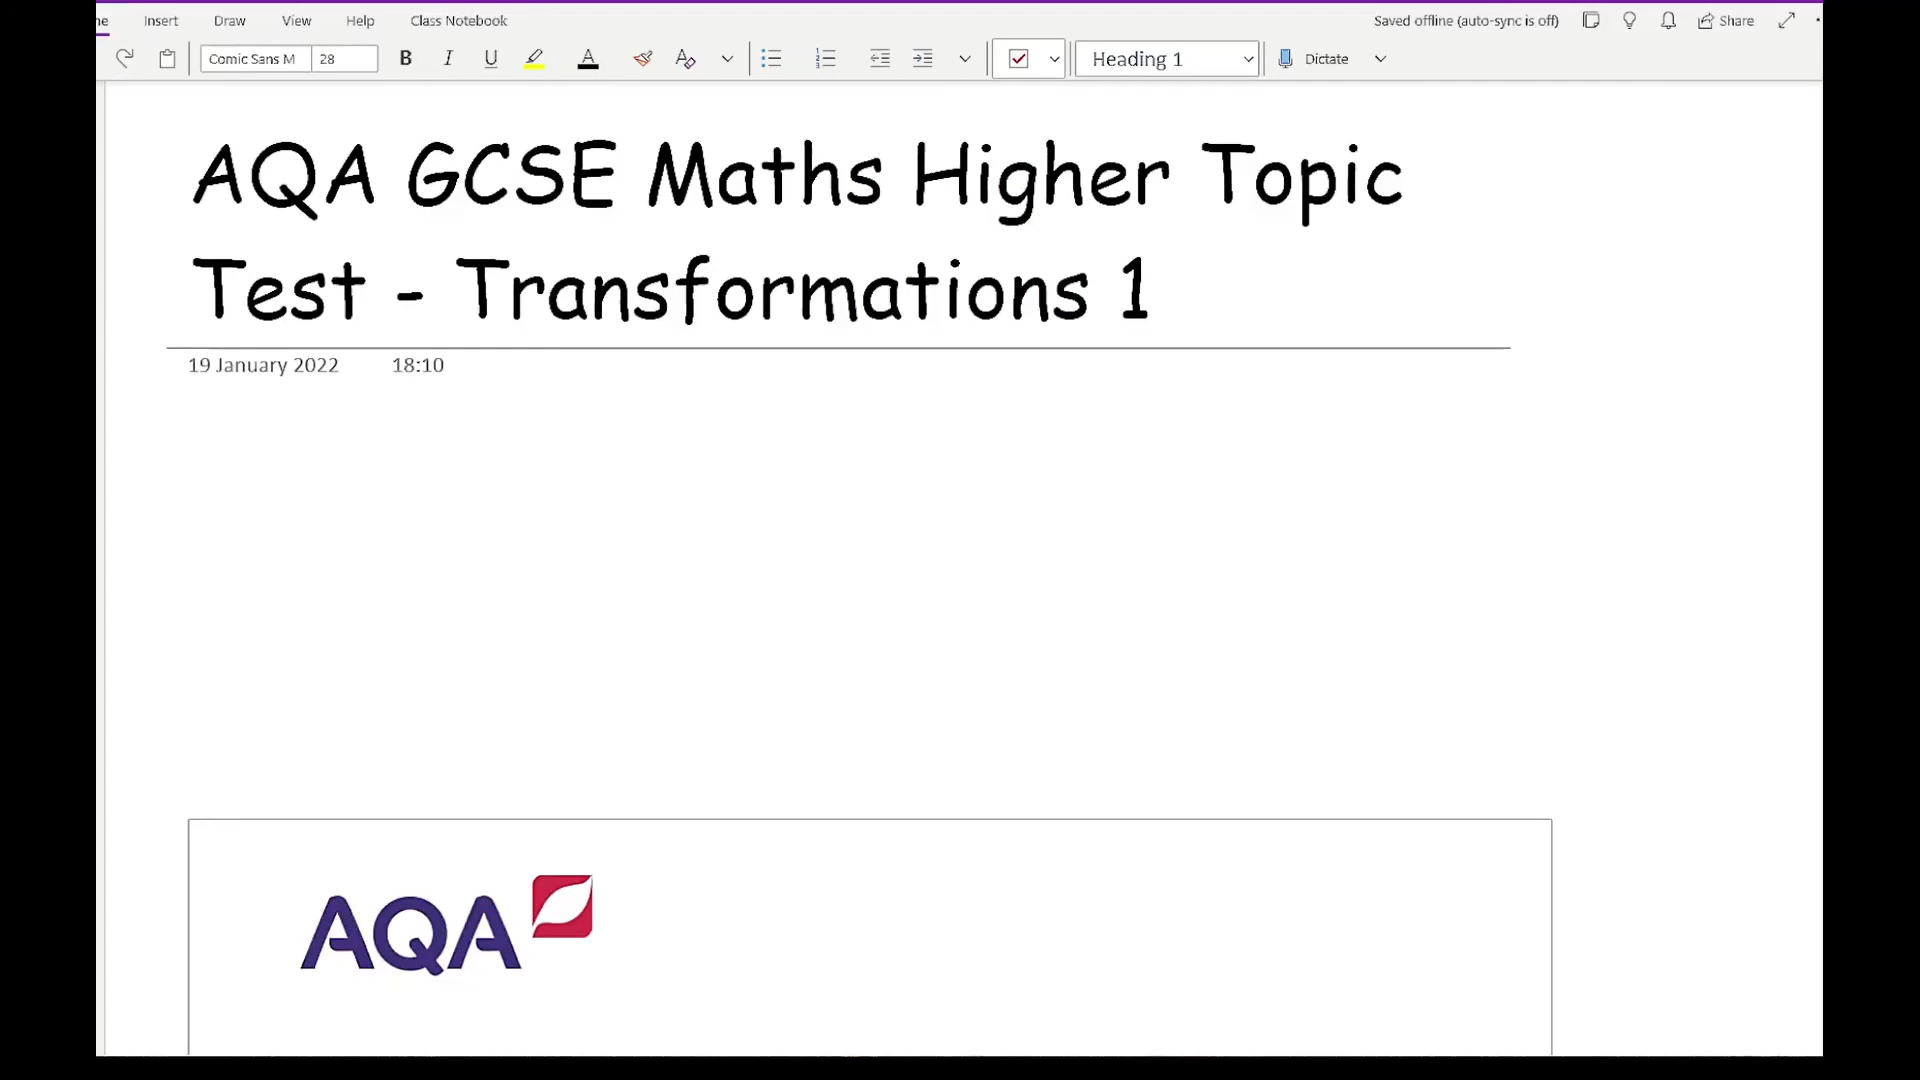 Insert Draw View Help Class Notebook Saved offline (auto-sync is off) Share
Comic Sans M 28 B I U A Heading 1 Dictate
AQA GCSE Maths Higher Topic
Test - Transformations 1
19 January 2022 18:10
AQA